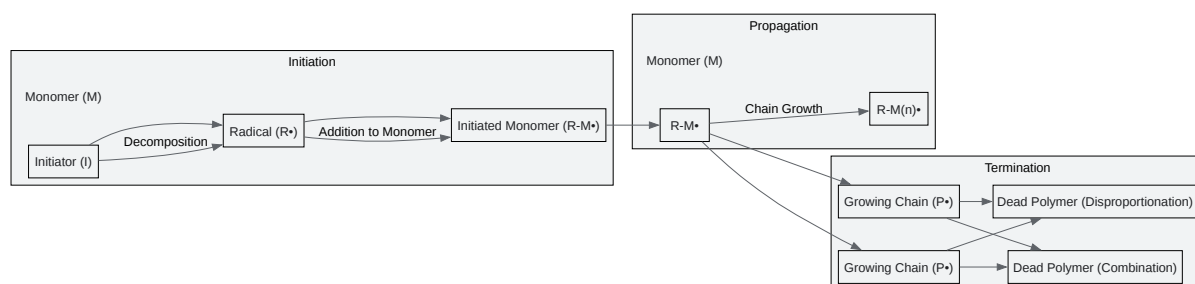 Initiation
Monomer (M)
Initiator (I)
Decomposition
Radical (R•)
Addition to Monomer
Initiated Monomer (R-M•)
Propagation
Monomer (M)
R-M•
Chain Growth
R-M(n)•
Termination
Growing Chain (P•)
Dead Polymer (Disproportionation)
Growing Chain (P•)
Dead Polymer (Combination)